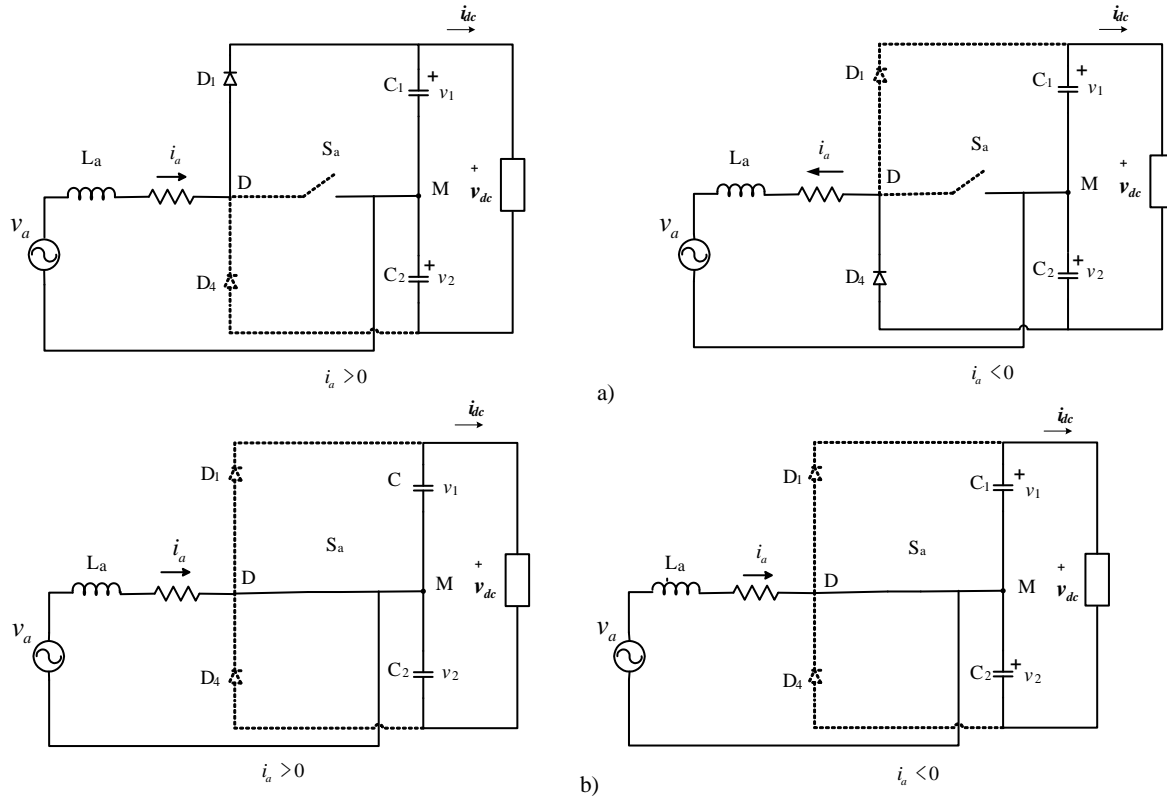 i_dc
D1
C1
+
v1
Sa
La
i_a
D
M
+
v_dc
v_a
D4
C2
+
v2
i_a >0
i_dc
D1
C1
+
v1
Sa
La
i_a
D
M
+
v_dc
v_a
D4
C2
+
v2
i_a <0
a)
i_dc
D1
C
v1
Sa
La
i_a
D
M
+
v_dc
v_a
D4
C2
v2
i_a >0
i_dc
D1
C1
+
v1
Sa
La
i_a
D
M
+
v_dc
v_a
D4
C2
+
v2
i_a <0
b)